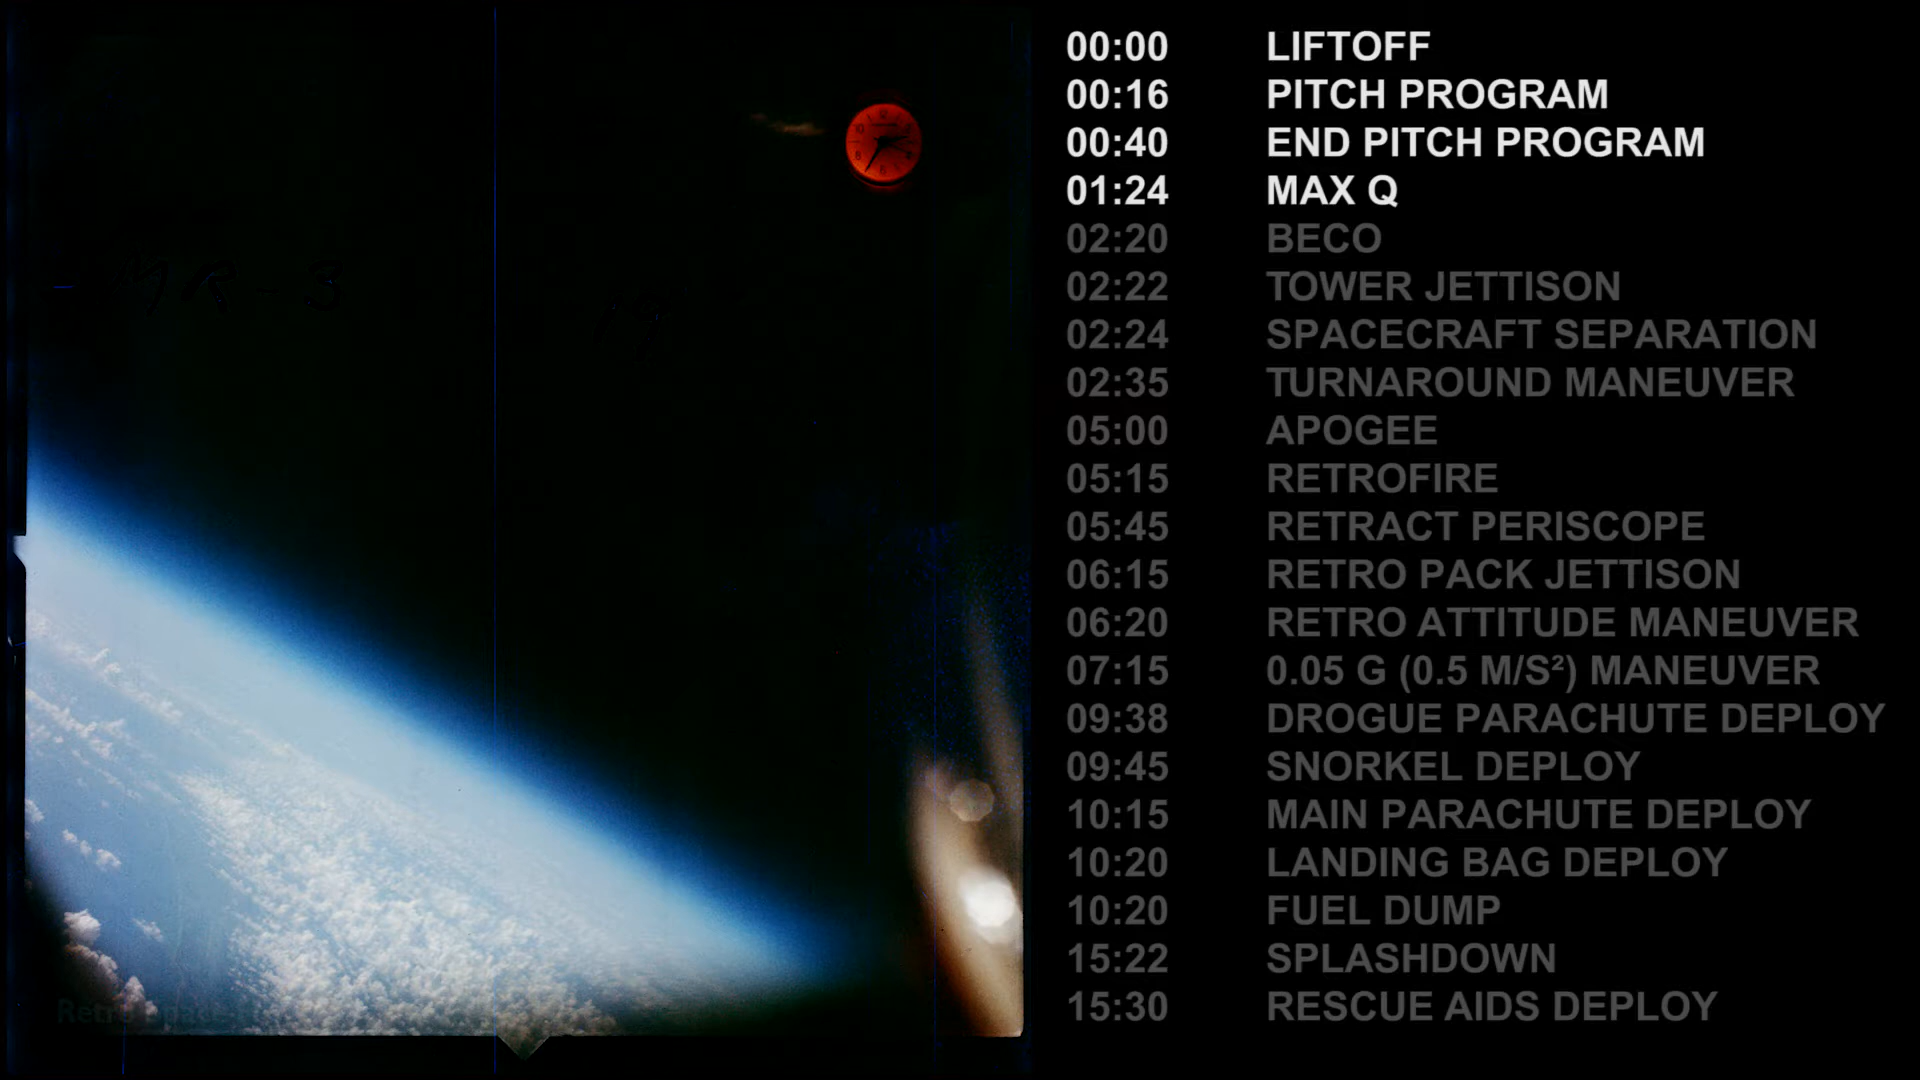 MR-3
00:00 LIFTOFF
00:16 PITCH PROGRAM
00:40 END PITCH PROGRAM
01:24 MAX Q
02:20 BECO
02:22 TOWER JETTISON
02:24 SPACECRAFT SEPARATION
02:35 TURNAROUND MANEUVER
05:00 APOGEE
05:15 RETROFIRE
05:45 RETRACT PERISCOPE
06:15 RETRO PACK JETTISON
06:20 RETRO ATTITUDE MANEUVER
07:15 0.05 G (0.5 M/S²) MANEUVER
09:38 DROGUE PARACHUTE DEPLOY
09:45 SNORKEL DEPLOY
10:15 MAIN PARACHUTE DEPLOY
10:20 LANDING BAG DEPLOY
10:20 FUEL DUMP
15:22 SPLASHDOWN
15:30 RESCUE AIDS DEPLOY
Retro Space